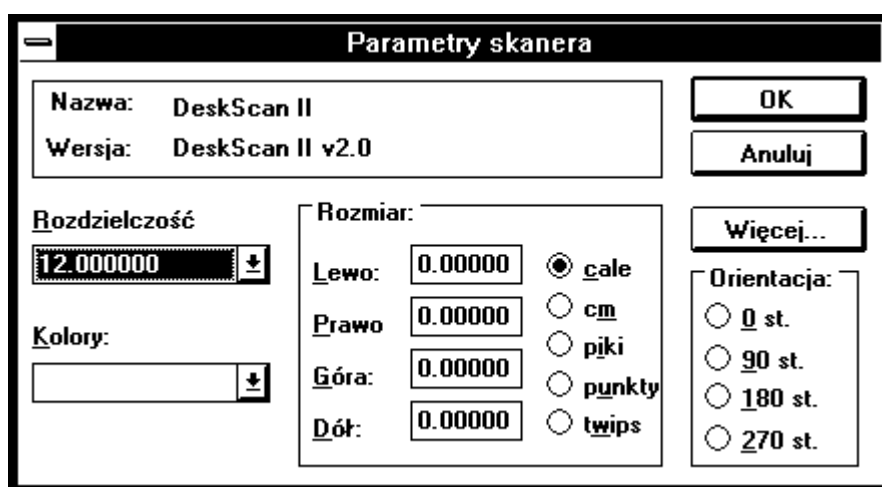 Parametry skanera
Nazwa: DeskScan II
Wersja: DeskScan II v2.0
OK
Anuluj
Więcej...
Rozdzielczość
12.000000
Kolory:
Rozmiar:
Lewo: 0.00000
Prawo 0.00000
Góra: 0.00000
Dół: 0.00000
cale
cm
piki
punkty
twips
Orientacja:
0 st.
90 st.
180 st.
270 st.